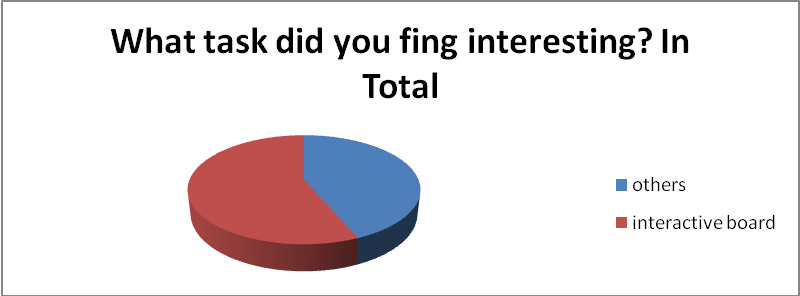 What task did you fing interesting? In
Total
others
interactive board